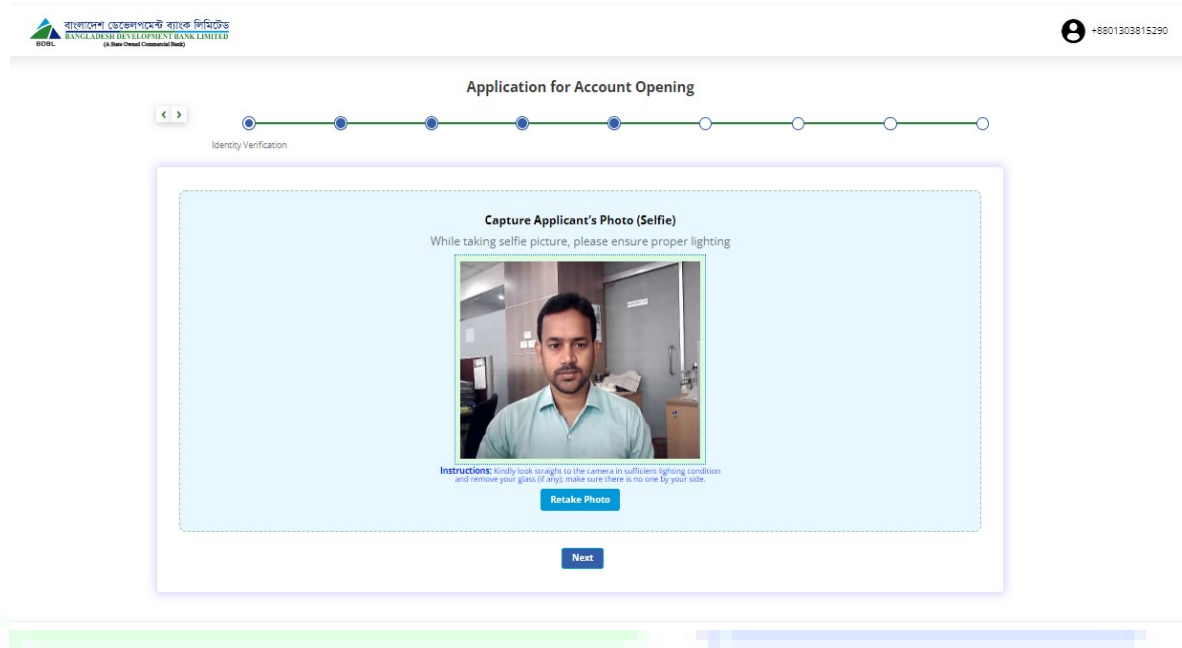 বাংলাদেশ ডেভেলপমেন্ট ব্যাংক লিমিটেড
BANGLADESH DEVELOPMENT BANK LIMITED
(A State Owned Commercial Bank)
BDBL
+8801303815290
Application for Account Opening
Identity Verification
Capture Applicant's Photo (Selfie)
While taking selfie picture, please ensure proper lighting
Instructions: Kindly look straight to the camera in sufficient lighting condition
and remove your glass (if any); make sure there is no one by your side.
Retake Photo
Next